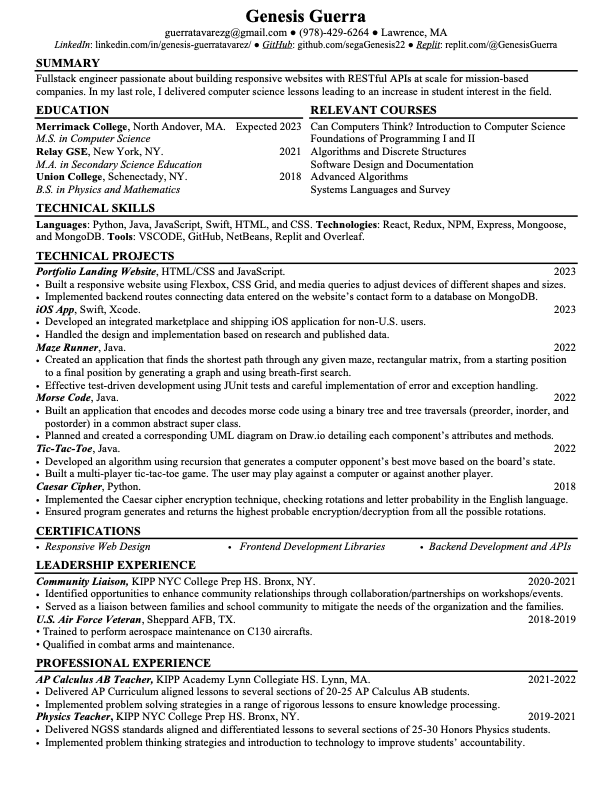 Genesis Guerra
guerratavarezg@gmail.com ● (978)-429-6264 ● Lawrence, MA
LinkedIn: linkedin.com/in/genesis-guerratavarez/ ● GitHub: github.com/segaGenesis22 ● Replit: replit.com/@GenesisGuerra
SUMMARY
Fullstack engineer passionate about building responsive websites with RESTful APIs at scale for mission-based
companies. In my last role, I delivered computer science lessons leading to an increase in student interest in the field.
EDUCATION
Merrimack College, North Andover, MA. Expected 2023
M.S. in Computer Science
Relay GSE, New York, NY. 2021
M.A. in Secondary Science Education
Union College, Schenectady, NY. 2018
B.S. in Physics and Mathematics
RELEVANT COURSES
Can Computers Think? Introduction to Computer Science
Foundations of Programming I and II
Algorithms and Discrete Structures
Software Design and Documentation
Advanced Algorithms
Systems Languages and Survey
TECHNICAL SKILLS
Languages: Python, Java, JavaScript, Swift, HTML, and CSS. Technologies: React, Redux, NPM, Express, Mongoose,
and MongoDB. Tools: VSCODE, GitHub, NetBeans, Replit and Overleaf.
TECHNICAL PROJECTS
Portfolio Landing Website, HTML/CSS and JavaScript. 2023
• Built a responsive website using Flexbox, CSS Grid, and media queries to adjust devices of different shapes and sizes.
• Implemented backend routes connecting data entered on the website's contact form to a database on MongoDB.
iOS App, Swift, Xcode. 2023
• Developed an integrated marketplace and shipping iOS application for non-U.S. users.
• Handled the design and implementation based on research and published data.
Maze Runner, Java. 2022
• Created an application that finds the shortest path through any given maze, rectangular matrix, from a starting position
to a final position by generating a graph and using breath-first search.
• Effective test-driven development using JUnit tests and careful implementation of error and exception handling.
Morse Code, Java. 2022
• Built an application that encodes and decodes morse code using a binary tree and tree traversals (preorder, inorder, and
postorder) in a common abstract super class.
• Planned and created a corresponding UML diagram on Draw.io detailing each component's attributes and methods.
Tic-Tac-Toe, Java. 2022
• Developed an algorithm using recursion that generates a computer opponent's best move based on the board's state.
• Built a multi-player tic-tac-toe game. The user may play against a computer or against another player.
Caesar Cipher, Python. 2018
• Implemented the Caesar cipher encryption technique, checking rotations and letter probability in the English language.
• Ensured program generates and returns the highest probable encryption/decryption from all the possible rotations.
CERTIFICATIONS
• Responsive Web Design • Frontend Development Libraries • Backend Development and APIs
LEADERSHIP EXPERIENCE
Community Liaison, KIPP NYC College Prep HS. Bronx, NY. 2020-2021
• Identified opportunities to enhance community relationships through collaboration/partnerships on workshops/events.
• Served as a liaison between families and school community to mitigate the needs of the organization and the families.
U.S. Air Force Veteran, Sheppard AFB, TX. 2018-2019
• Trained to perform aerospace maintenance on C130 aircrafts.
• Qualified in combat arms and maintenance.
PROFESSIONAL EXPERIENCE
AP Calculus AB Teacher, KIPP Academy Lynn Collegiate HS. Lynn, MA. 2021-2022
• Delivered AP Curriculum aligned lessons to several sections of 20-25 AP Calculus AB students.
• Implemented problem solving strategies in a range of rigorous lessons to ensure knowledge processing.
Physics Teacher, KIPP NYC College Prep HS. Bronx, NY. 2019-2021
• Delivered NGSS standards aligned and differentiated lessons to several sections of 25-30 Honors Physics students.
• Implemented problem thinking strategies and introduction to technology to improve students' accountability.